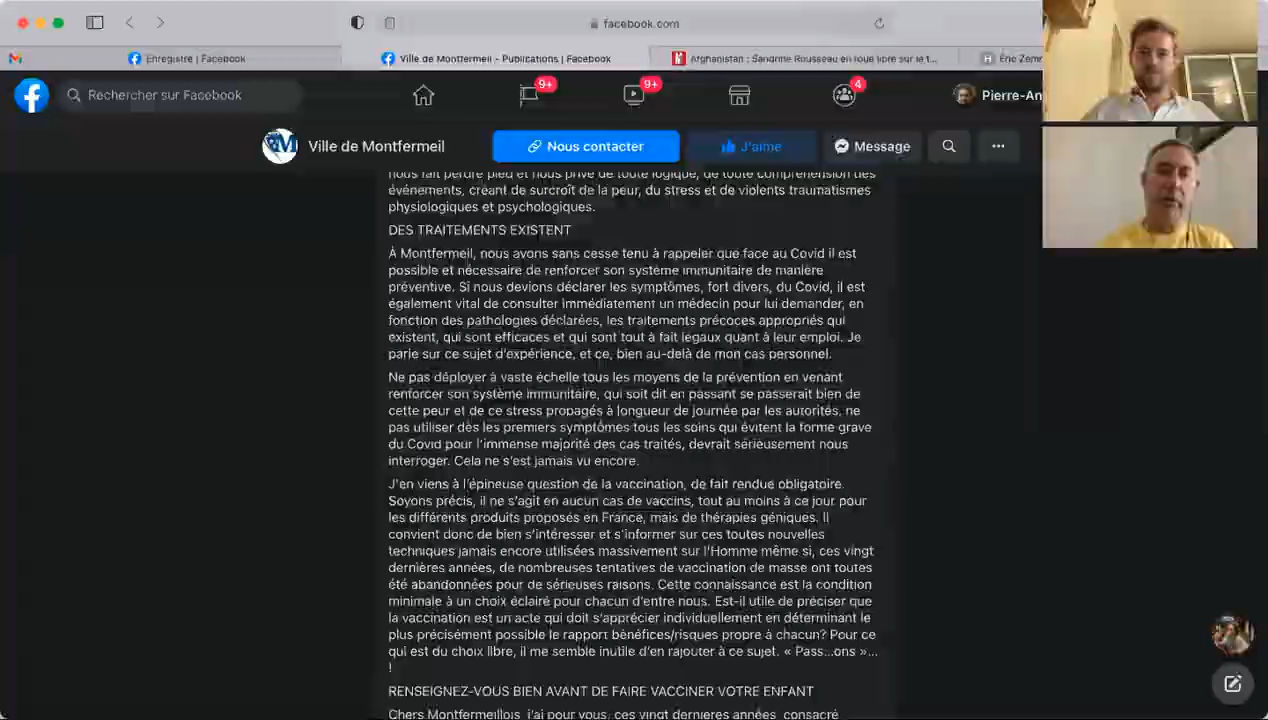 facebook.com
Enregistré | Facebook
Ville de Montfermeil - Publications | Facebook
Afghanistan : Sandrine Rousseau en roue libre sur le t...
Éric Zemm
Rechercher sur Facebook
9+
9+
4
Pierre-An
Ville de Montfermeil
Nous contacter
J'aime
Message
nous fait perdre pied et nous prive de toute logique, de toute compréhension des
événements, créant de surcroît de la peur, du stress et de violents traumatismes
physiologiques et psychologiques.
DES TRAITEMENTS EXISTENT
À Montfermeil, nous avons sans cesse tenu à rappeler que face au Covid il est
possible et nécessaire de renforcer son système immunitaire de manière
préventive. Si nous devions déclarer les symptômes, fort divers, du Covid, il est
également vital de consulter immédiatement un médecin pour lui demander, en
fonction des pathologies déclarées, les traitements précoces appropriés qui
existent, qui sont efficaces et qui sont tout à fait légaux quant à leur emploi. Je
parle sur ce sujet d'expérience, et ce, bien au-delà de mon cas personnel.
Ne pas déployer à vaste échelle tous les moyens de la prévention en venant
renforcer son système immunitaire, qui soit dit en passant se passerait bien de
cette peur et de ce stress propagés à longueur de journée par les autorités, ne
pas utiliser dès les premiers symptômes tous les soins qui évitent la forme grave
du Covid pour l'immense majorité des cas traités, devrait sérieusement nous
interroger. Cela ne s'est jamais vu encore.
J'en viens à l'épineuse question de la vaccination, de fait rendue obligatoire.
Soyons précis, il ne s'agit en aucun cas de vaccins, tout au moins à ce jour pour
les différents produits proposés en France, mais de thérapies géniques. Il
convient donc de bien s'intéresser et s'informer sur ces toutes nouvelles
techniques jamais encore utilisées massivement sur l'Homme même si, ces vingt
dernières années, de nombreuses tentatives de vaccination de masse ont toutes
été abandonnées pour de sérieuses raisons. Cette connaissance est la condition
minimale à un choix éclairé pour chacun d'entre nous. Est-il utile de préciser que
la vaccination est un acte qui doit s'apprécier individuellement en déterminant le
plus précisément possible le rapport bénéfices/risques propre à chacun? Pour ce
qui est du choix libre, il me semble inutile d'en rajouter à ce sujet. « Pass...ons »...
!
RENSEIGNEZ-VOUS BIEN AVANT DE FAIRE VACCINER VOTRE ENFANT
Chers Montfermeillois, j'ai pour vous, ces vingt dernières années, consacré